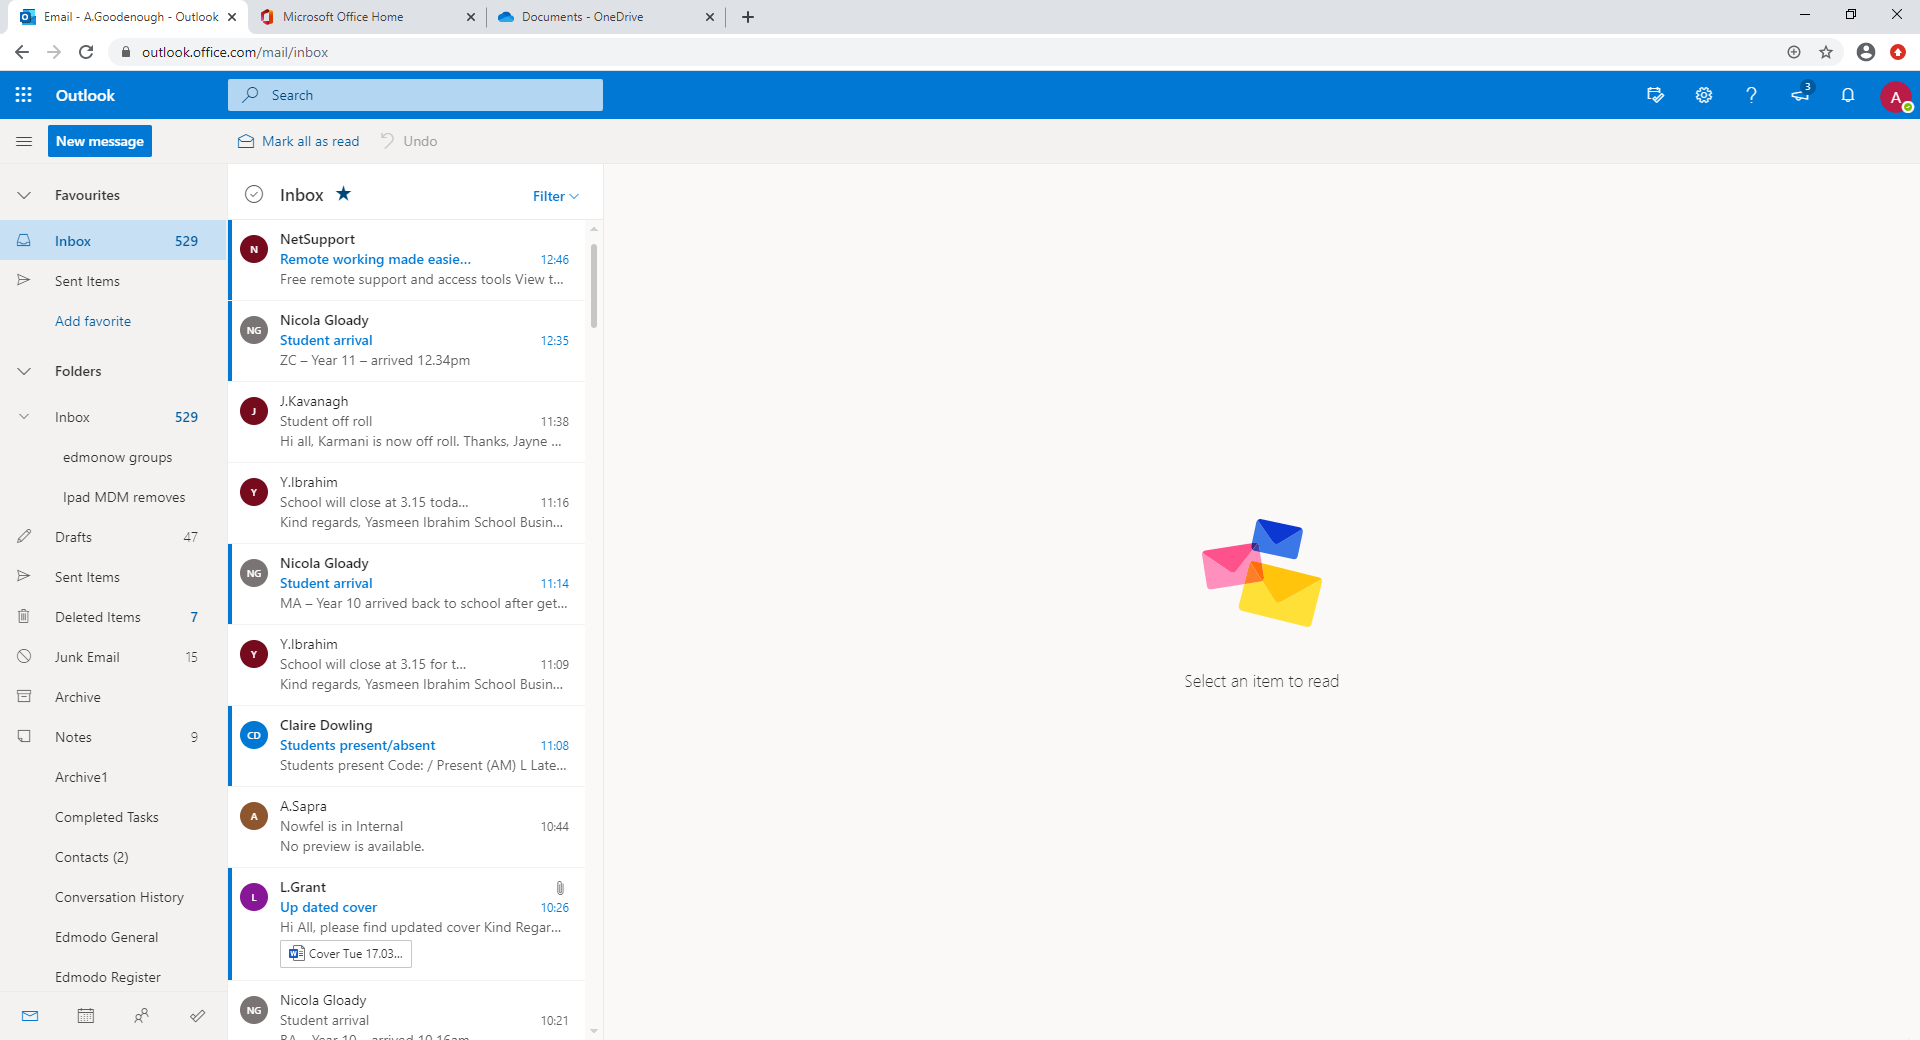 Email - A.Goodenough - Outlook
Microsoft Office Home
Documents - OneDrive
outlook.office.com/mail/inbox
Outlook
Search
3
A
New message
Mark all as read
Undo
Favourites
Inbox 529
Sent Items
Add favorite
Folders
Inbox 529
edmonow groups
Ipad MDM removes
Drafts 47
Sent Items
Deleted Items 7
Junk Email 15
Archive
Notes 9
Archive1
Completed Tasks
Contacts (2)
Conversation History
Edmodo General
Edmodo Register
Inbox
Filter
N
NetSupport
Remote working made easie... 12:46
Free remote support and access tools View t...
NG
Nicola Gloady
Student arrival 12:35
ZC – Year 11 – arrived 12.34pm
J
J.Kavanagh
Student off roll 11:38
Hi all, Karmani is now off roll. Thanks, Jayne ...
Y
Y.Ibrahim
School will close at 3.15 toda... 11:16
Kind regards, Yasmeen Ibrahim School Busin...
NG
Nicola Gloady
Student arrival 11:14
MA – Year 10 arrived back to school after get...
Y
Y.Ibrahim
School will close at 3.15 for t... 11:09
Kind regards, Yasmeen Ibrahim School Busin...
CD
Claire Dowling
Students present/absent 11:08
Students present Code: / Present (AM) L Late...
A
A.Sapra
Nowfel is in Internal 10:44
No preview is available.
L
L.Grant
Up dated cover 10:26
Hi All, please find updated cover Kind Regar...
Cover Tue 17.03...
NG
Nicola Gloady
Student arrival 10:21
Year 10 – arrived 10.16am
Select an item to read